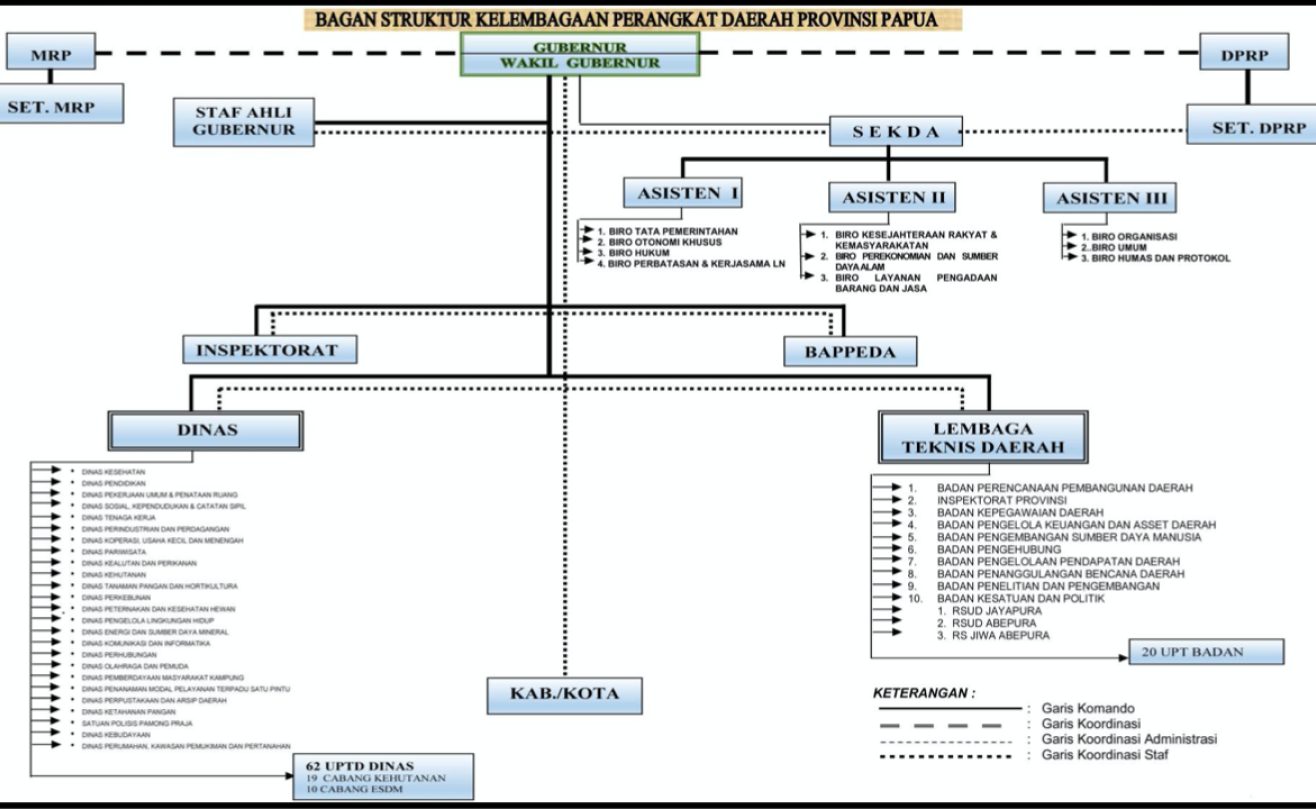 BAGAN STRUKTUR KELEMBAGAAN PERANGKAT DAERAH PROVINSI PAPUA
MRP
GUBERNUR
WAKIL GUBERNUR
DPRP
SET. MRP
STAF AHLI
GUBERNUR
S E K D A
SET. DPRP
ASISTEN I
ASISTEN II
ASISTEN III
1. BIRO TATA PEMERINTAHAN
2. BIRO OTONOMI KHUSUS
3. BIRO HUKUM
4. BIRO PERBATASAN & KERJASAMA LN
1. BIRO KESEJAHTERAAN RAKYAT &
KEMASYARAKATAN
2. BIRO PEREKONOMIAN DAN SUMBER
DAYA ALAM
3. BIRO LAYANAN PENGADAAN
BARANG DAN JASA
1. BIRO ORGANISASI
2..BIRO UMUM
3. BIRO HUMAS DAN PROTOKOL
INSPEKTORAT
BAPPEDA
DINAS
• DINAS KESEHATAN
• DINAS PENDIDIKAN
• DINAS PEKERJAAN UMUM & PENATAAN RUANG
• DINAS SOSIAL, KEPENDUDUKAN & CATATAN SIPIL
• DINAS TENAGA KERJA
• DINAS PERINDUSTRIAN DAN PERDAGANGAN
• DINAS KOPERASI, USAHA KECIL DAN MENENGAH
• DINAS PARIWISATA
• DINAS KEALUTAN DAN PERIKANAN
• DINAS KEHUTANAN
• DINAS TANAMAN PANGAN DAN HORTIKULTURA
• DINAS PERKEBUNAN
• DINAS PETERNAKAN DAN KESEHATAN HEWAN
• DINAS PENGELOLA LINGKUNGAN HIDUP
• DINAS ENERGI DAN SUMBER DAYA MINERAL
• DINAS KOMUNIKASI DAN INFORMATIKA
• DINAS PERHUBUNGAN
• DINAS OLAHRAGA DAN PEMUDA
• DINAS PEMBERDAYAAN MASYARAKAT KAMPUNG
• DINAS PENANAMAN MODAL PELAYANAN TERPADU SATU PINTU
• DINAS PERPUSTAKAAN DAN ARSIP DAERAH
• DINAS KETAHANAN PANGAN
• SATUAN POLISIS PAMONG PRAJA
• DINAS KEBUDAYAAN
• DINAS PERUMAHAN, KAWASAN PEMUKIMAN DAN PERTANAHAN
62 UPTD DINAS
19 CABANG KEHUTANAN
10 CABANG ESDM
KAB./KOTA
LEMBAGA
TEKNIS DAERAH
1. BADAN PERENCANAAN PEMBANGUNAN DAERAH
2. INSPEKTORAT PROVINSI
3. BADAN KEPEGAWAIAN DAERAH
4. BADAN PENGELOLA KEUANGAN DAN ASSET DAERAH
5. BADAN PENGEMBANGAN SUMBER DAYA MANUSIA
6. BADAN PENGEHUBUNG
7. BADAN PENGELOLAAN PENDAPATAN DAERAH
8. BADAN PENANGGULANGAN BENCANA DAERAH
9. BADAN PENELITIAN DAN PENGEMBANGAN
10. BADAN KESATUAN DAN POLITIK
1. RSUD JAYAPURA
2. RSUD ABEPURA
3. RS JIWA ABEPURA
20 UPT BADAN
KETERANGAN :
: Garis Komando
: Garis Koordinasi
: Garis Koordinasi Administrasi
: Garis Koordinasi Staf